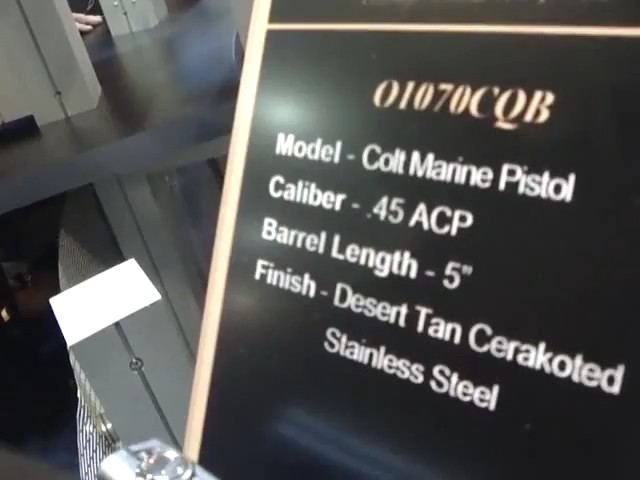 O1070CQB
Model - Colt Marine Pistol
Caliber - .45 ACP
Barrel Length - 5"
Finish - Desert Tan Cerakoted
Stainless Steel